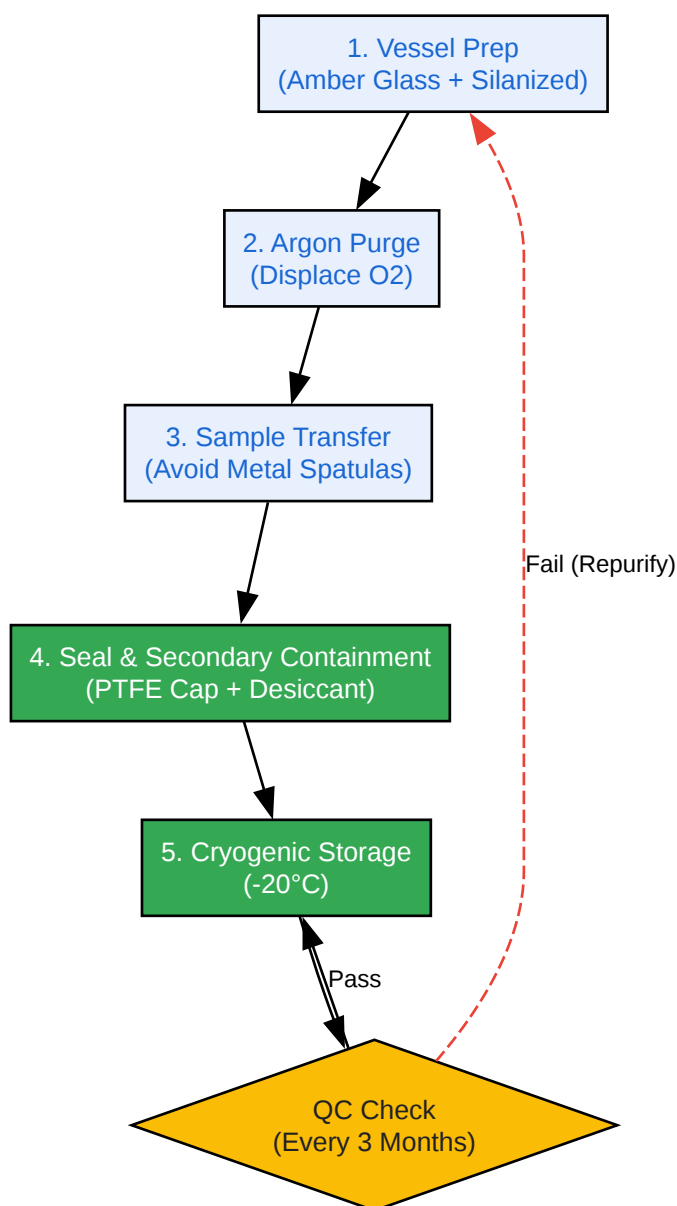 1. Vessel Prep
(Amber Glass + Silanized)
2. Argon Purge
(Displace O2)
3. Sample Transfer
(Avoid Metal Spatulas)
Fail (Repurify)
4. Seal & Secondary Containment
(PTFE Cap + Desiccant)
5. Cryogenic Storage
(-20°C)
Pass
QC Check
(Every 3 Months)